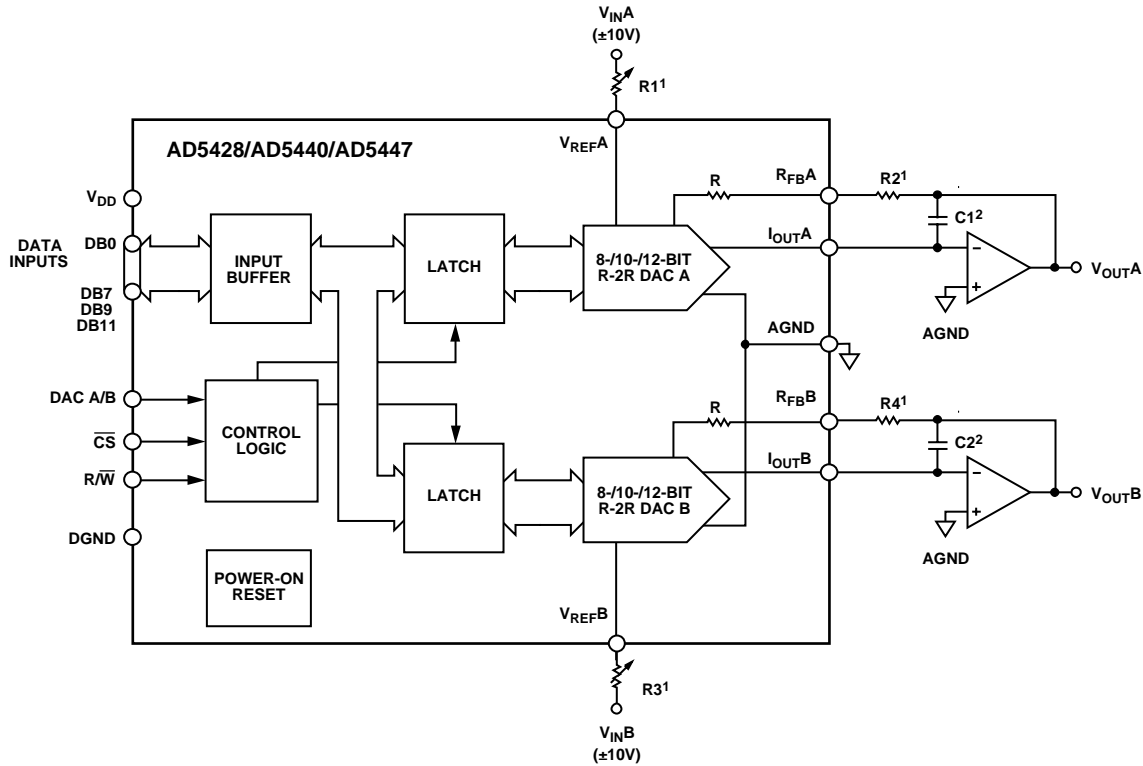 VINA
(±10V)
R1¹
VREFA
AD5428/AD5440/AD5447
VDD
DATA
INPUTS
DB0
DB7
DB9
DB11
INPUT
BUFFER
LATCH
8-/10-/12-BIT
R-2R DAC A
R
RFBA
R2¹
C1²
IOUTA
VOUTA
AGND
AGND
DAC A/B
CS
R/W
DGND
CONTROL
LOGIC
POWER-ON
RESET
LATCH
8-/10-/12-BIT
R-2R DAC B
R
RFBB
R4¹
C2²
IOUTB
VOUTB
AGND
VREFB
R3¹
VINB
(±10V)